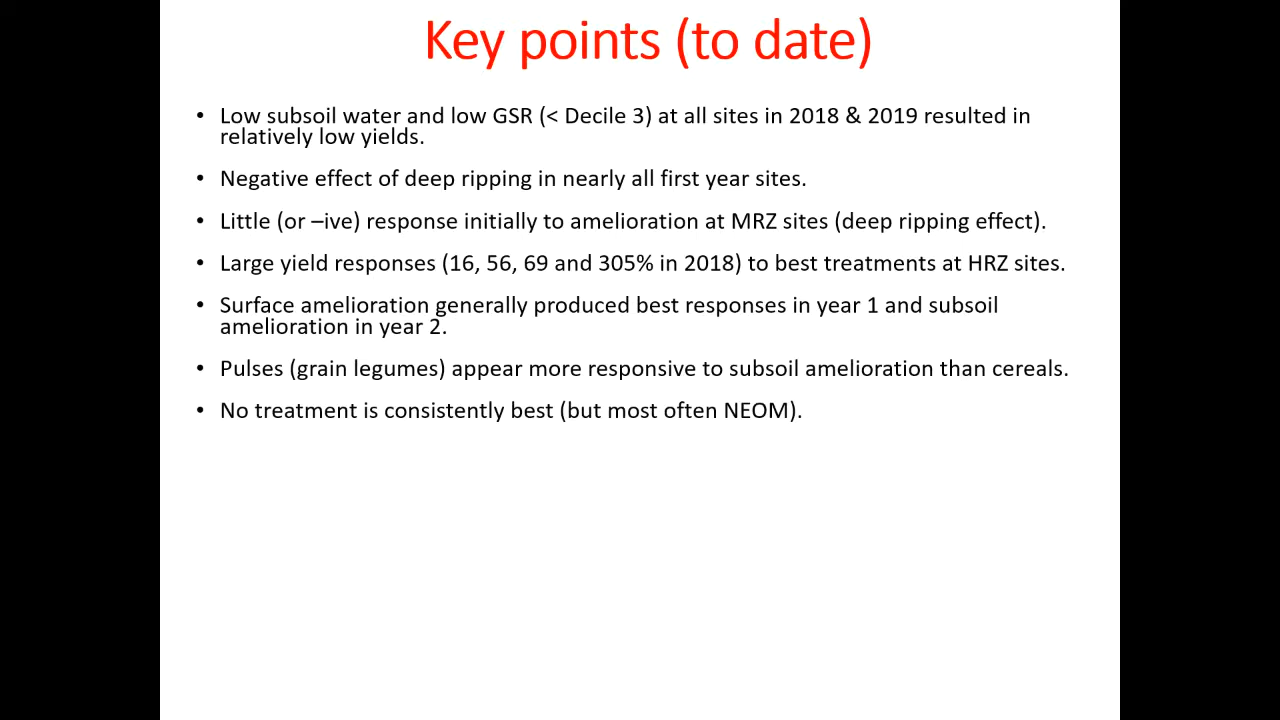 Key points (to date)
• Low subsoil water and low GSR (< Decile 3) at all sites in 2018 & 2019 resulted in
relatively low yields.
• Negative effect of deep ripping in nearly all first year sites.
• Little (or –ive) response initially to amelioration at MRZ sites (deep ripping effect).
• Large yield responses (16, 56, 69 and 305% in 2018) to best treatments at HRZ sites.
• Surface amelioration generally produced best responses in year 1 and subsoil
amelioration in year 2.
• Pulses (grain legumes) appear more responsive to subsoil amelioration than cereals.
• No treatment is consistently best (but most often NEOM).